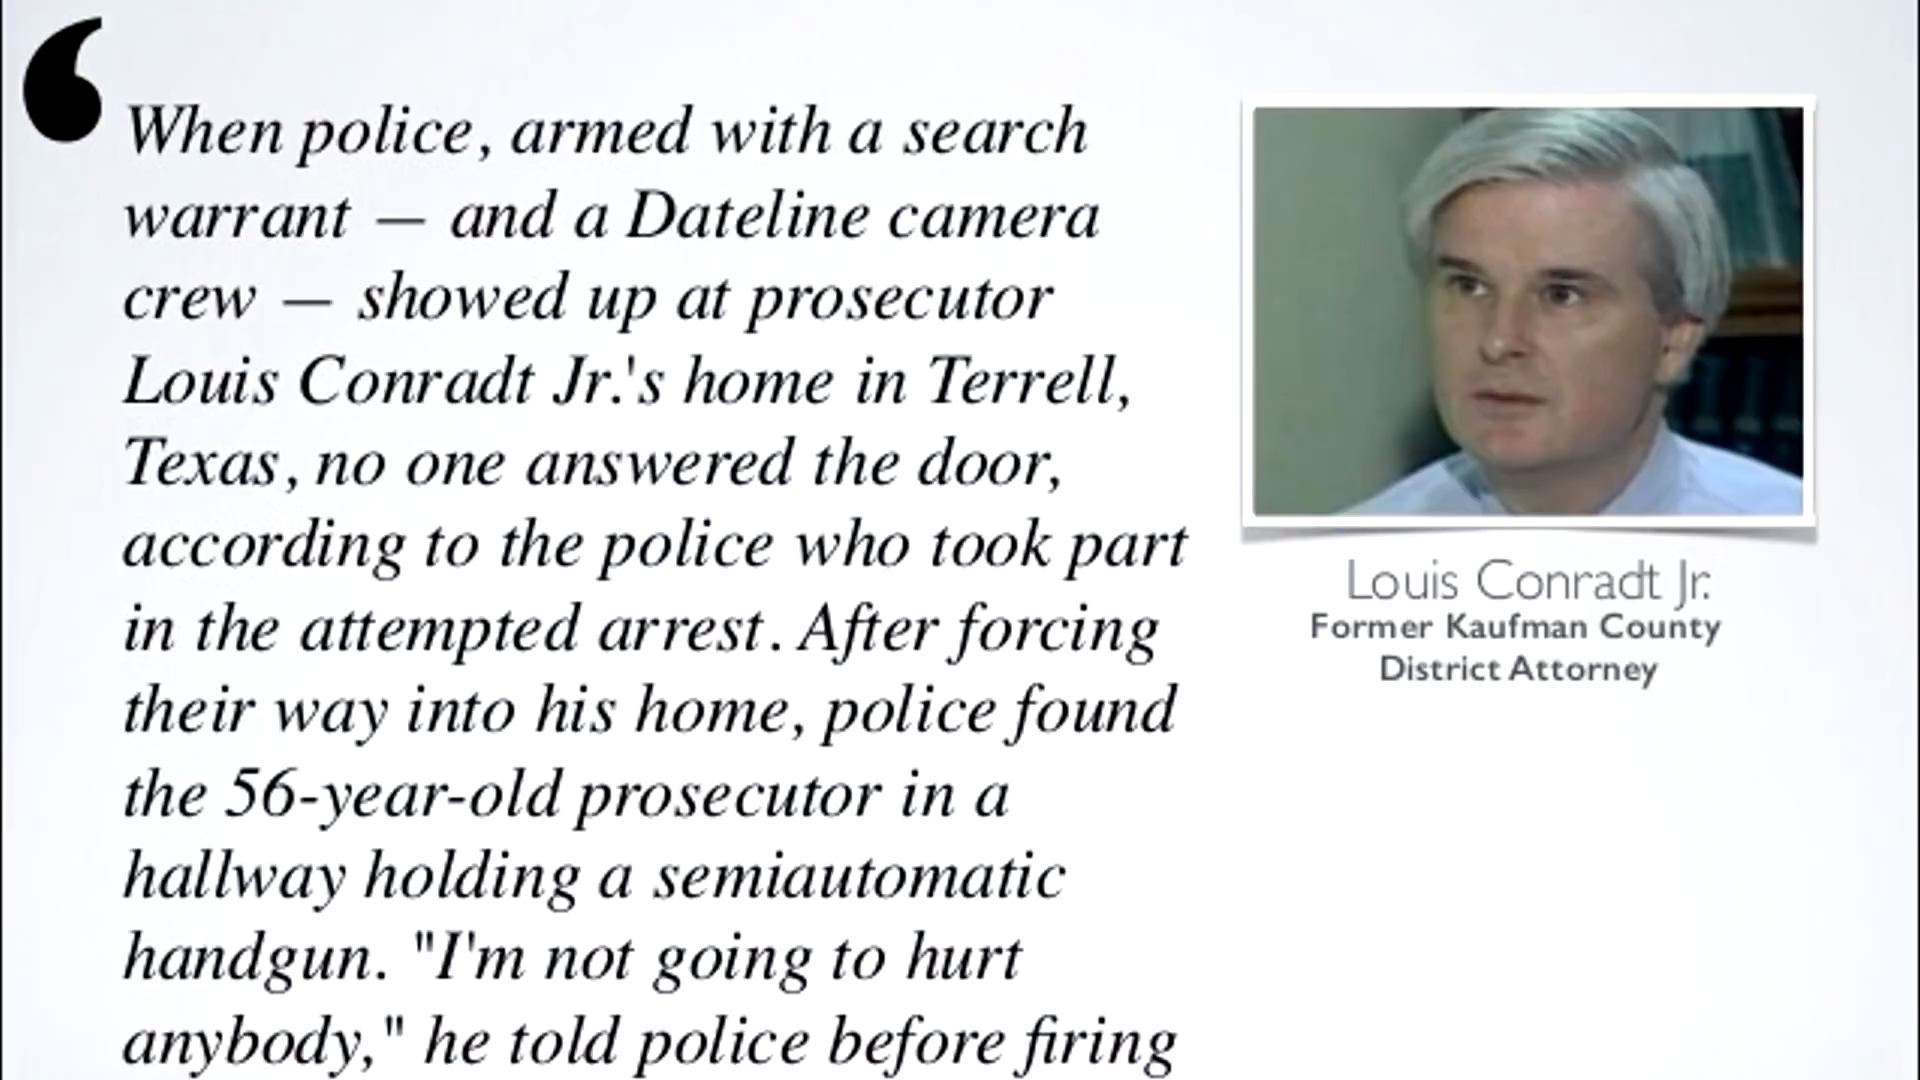 ‘
When police, armed with a search
warrant — and a Dateline camera
crew — showed up at prosecutor
Louis Conradt Jr.'s home in Terrell,
Texas, no one answered the door,
according to the police who took part
in the attempted arrest. After forcing
their way into his home, police found
the 56-year-old prosecutor in a
hallway holding a semiautomatic
handgun. "I'm not going to hurt
anybody," he told police before firing
Louis Conradt Jr.
Former Kaufman County
District Attorney